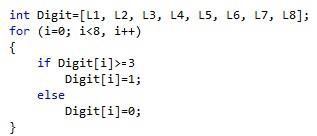 int Digit=[L1, L2, L3, L4, L5, L6, L7, L8];
for (i=0; i<8, i++)
{
    if Digit[i]>=3
        Digit[i]=1;
    else
        Digit[i]=0;
}